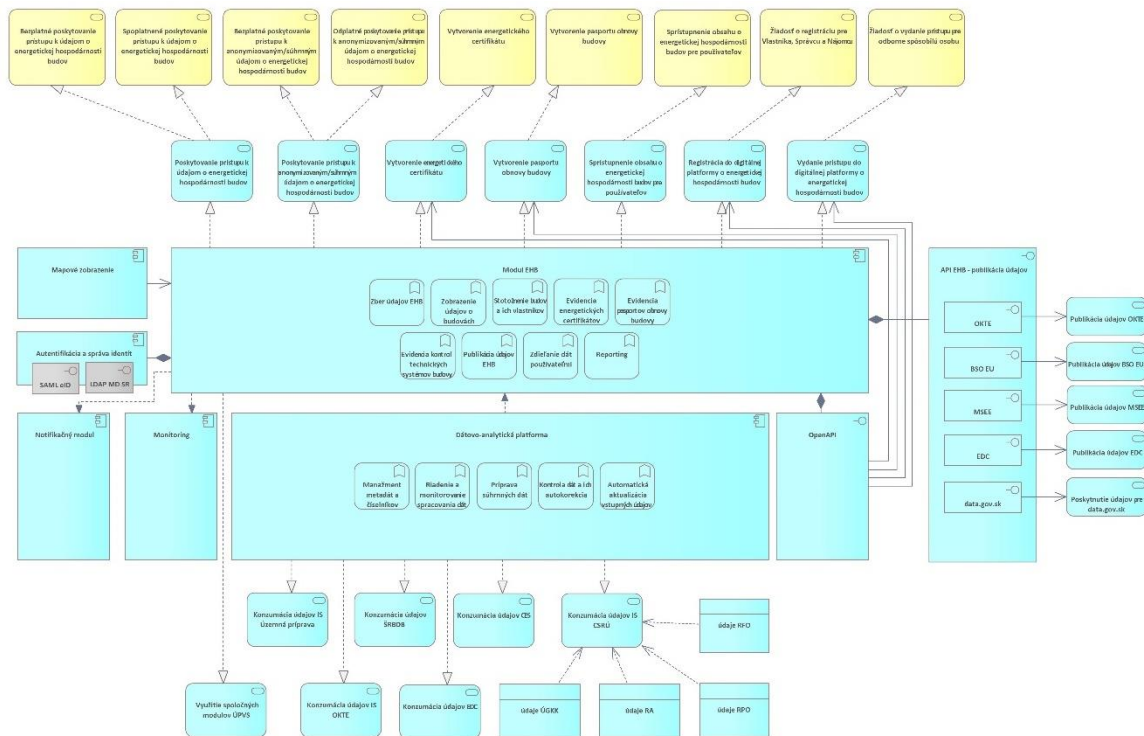 Bezplatné poskytovanie
prístupu k údajom o
energetickej hospodárnosti
budov
Spoplatnené poskytovanie
prístupu k údajom o
energetickej hospodárnosti
budov
Bezplatné poskytovanie
prístupu k
anonymizovaným/súhrnným
údajom o energetickej
hospodárnosti budov
Odplatné poskytovanie prístupu
k anonymizovaným/súhrnným
údajom o energetickej
hospodárnosti budov
Vytvorenie energetického
certifikátu
Vytvorenie pasportu obnovy
budovy
Sprístupnenie obsahu o
energetickej hospodárnosti
budov pre používateľov
Žiadosť o registráciu pre
Vlastníka, Správcu a Nájomcu
Žiadosť o vydanie prístupu pre
odborne spôsobilú osobu
Poskytovanie prístupu k
údajom o energetickej
hospodárnosti budov
Poskytovanie prístupu k
anonymizovaným/súhrnným
údajom o energetickej
hospodárnosti budov
Vytvorenie energetického
certifikátu
Vytvorenie pasportu
obnovy budovy
Sprístupnenie obsahu o
energetickej
hospodárnosti budov pre
používateľov
Registrácia do digitálnej
platformy o energetickej
hospodárnosti budov
Vydanie prístupu do
digitálnej platformy o
energetickej
hospodárnosti budov
Mapové zobrazenie
Modul EHB
Zber údajov EHB
Zobrazenie
údajov o
budovách
Stotožnenie budov
a ich vlastníkov
Evidencie
energetických
certifikátov
Evidencia
pasportov obnovy
budovy
Evidencia kontrol
technických
systémov budovy
Publikácia údajov
EHB
Zdieľanie dát
používateľmi
Reporting
Autentifikácia a správa identít
SAML eID
LDAP MD SR
Notifikačný modul
Monitoring
Dátovo-analytická platforma
Manažment
metadát a
číselníkov
Riadenie a
monitorovanie
spracovania dát
Príprava
súhrnných dát
Kontrola dát a ich
autokorekcia
Automatická
aktualizácia
vstupných údajov
OpenAPI
API EHB - publikácia údajov
OKTE
BSO EU
MSEE
EDC
data.gov.sk
Publikácia údajov OKTE
Publikácia údajov BSO EU
Publikácia údajov MSEE
Publikácia údajov EDC
Poskytnutie údajov pre
data.gov.sk
Konzumácia údajov IS
Územná príprava
Konzumácia údajov
ŠRBDB
Konzumácia údajov CES
Konzumácia údajov IS
CSRÚ
údaje RFO
Využitie spoločných
modulov ÚPVS
Konzumácia údajov IS
OKTE
Konzumácia údajov EDC
údaje ÚGKK
údaje RA
údaje RPO